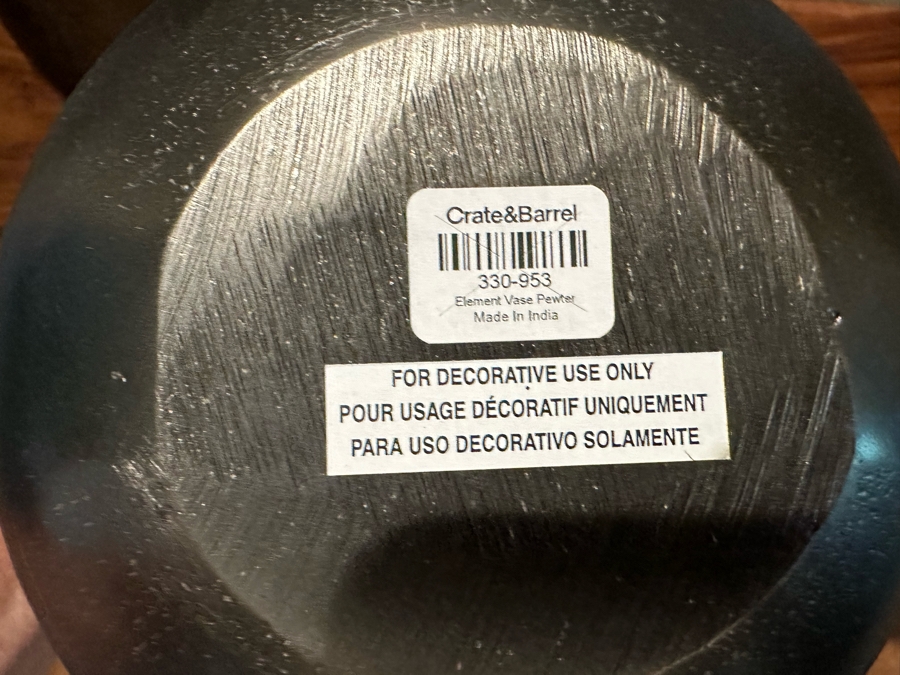 Crate&Barrel
330-953
Element Vase Pewter
Made In India
FOR DECORATIVE USE ONLY
POUR USAGE DÉCORATIF UNIQUEMENT
PARA USO DECORATIVO SOLAMENTE